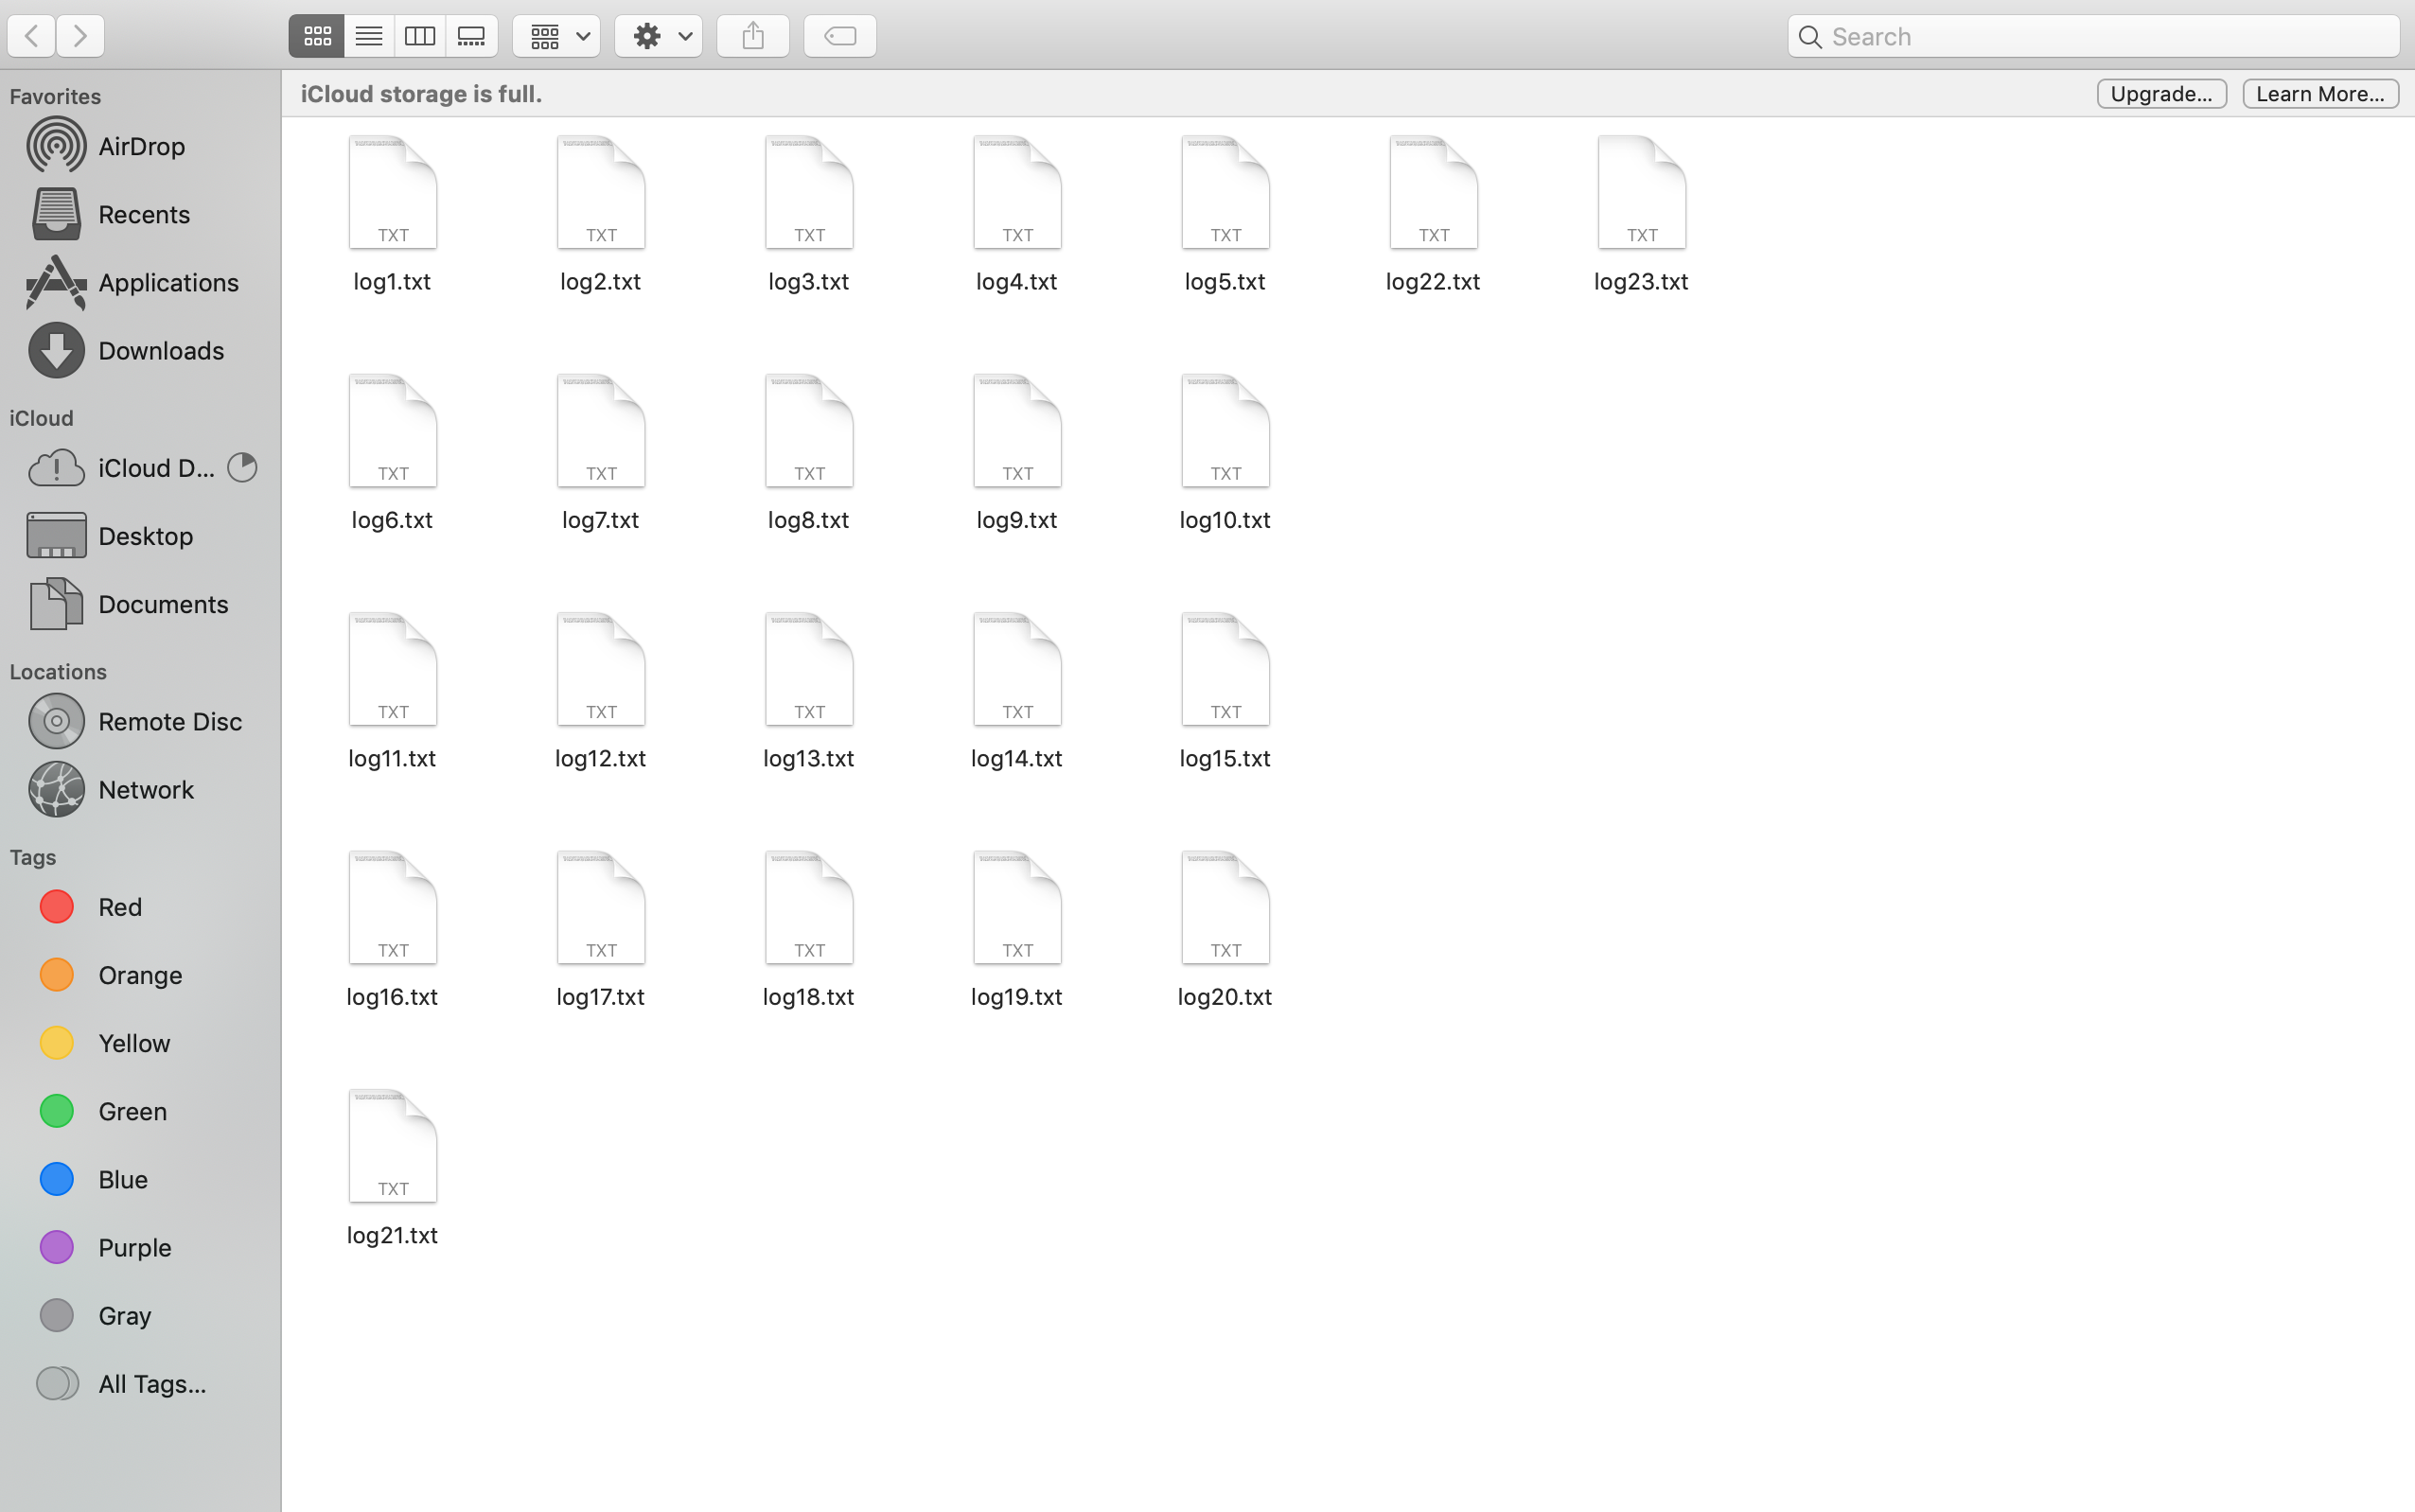 Search
Favorites
AirDrop
Recents
Applications
Downloads
iCloud
iCloud D...
Desktop
Documents
Locations
Remote Disc
Network
Tags
Red
Orange
Yellow
Green
Blue
Purple
Gray
All Tags...
iCloud storage is full.
Upgrade...
Learn More...
TXT TXT TXT TXT TXT TXT TXT
log1.txt log2.txt log3.txt log4.txt log5.txt log22.txt log23.txt
TXT TXT TXT TXT TXT
log6.txt log7.txt log8.txt log9.txt log10.txt
TXT TXT TXT TXT TXT
log11.txt log12.txt log13.txt log14.txt log15.txt
TXT TXT TXT TXT TXT
log16.txt log17.txt log18.txt log19.txt log20.txt
TXT
log21.txt